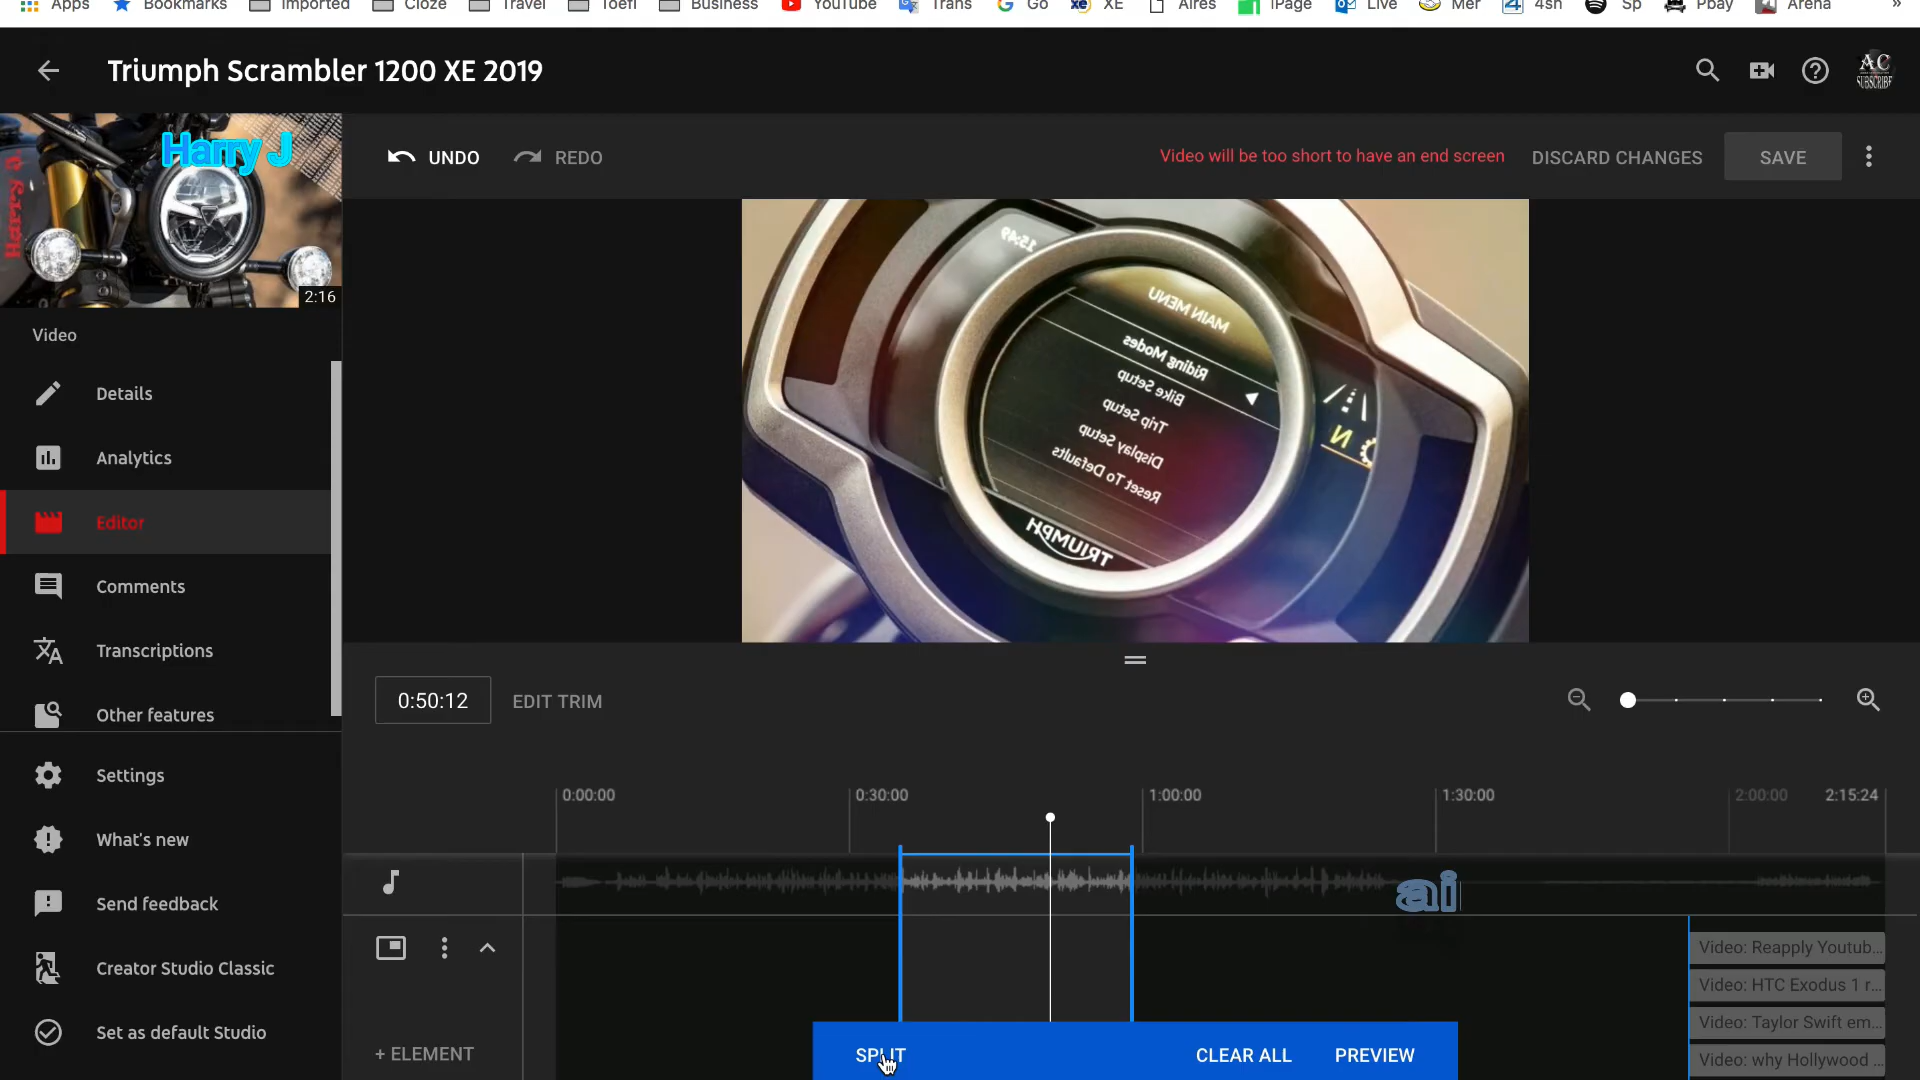 Apps Bookmarks Imported Cloze Travel Toefl Business YouTube Trans Go XE Aires iPage Live Mer 4sh Sp Pbay Arena »
Triumph Scrambler 1200 XE 2019
AC
SUBSCRIBE
Harry J
Harry J.
2:16
UNDO REDO
Video will be too short to have an end screen DISCARD CHANGES SAVE
Video
Details
Analytics
Editor
Comments
Transcriptions
Other features
Settings
What's new
Send feedback
Creator Studio Classic
Set as default Studio
15:49
MAIN MENU
Riding Modes
Bike Setup
Trip Setup
Display Setup
Reset To Defaults
N
TRIUMPH
0:50:12 EDIT TRIM
0:00:00 0:30:00 1:00:00 1:30:00 2:00:00 2:15:24
ai
Video: Reapply Youtub...
Video: HTC Exodus 1 r...
Video: Taylor Swift em...
Video: why Hollywood ...
+ ELEMENT
SPLIT CLEAR ALL PREVIEW